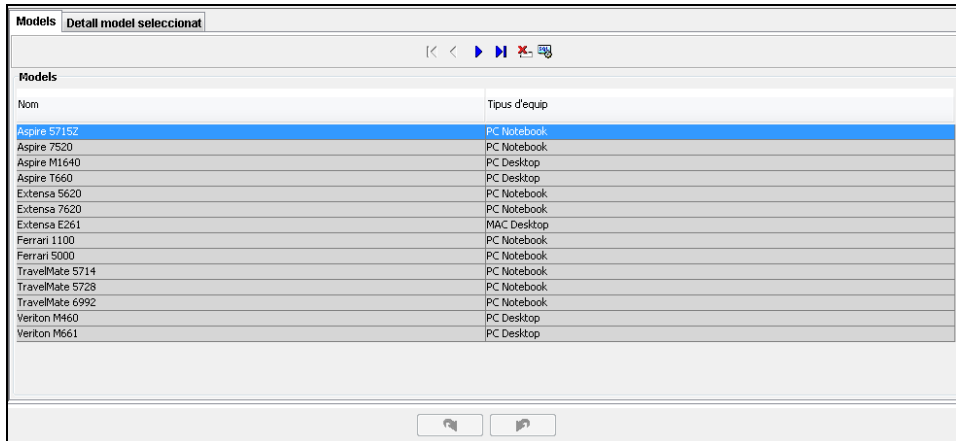 Models Detall model seleccionat
Models
Nom Tipus d'equip
Aspire 5715Z PC Notebook
Aspire 7520 PC Notebook
Aspire M1640 PC Desktop
Aspire T660 PC Desktop
Extensa 5620 PC Notebook
Extensa 7620 PC Notebook
Extensa E261 MAC Desktop
Ferrari 1100 PC Notebook
Ferrari 5000 PC Notebook
TravelMate 5714 PC Notebook
TravelMate 5728 PC Notebook
TravelMate 6992 PC Notebook
Veriton M460 PC Desktop
Veriton M661 PC Desktop